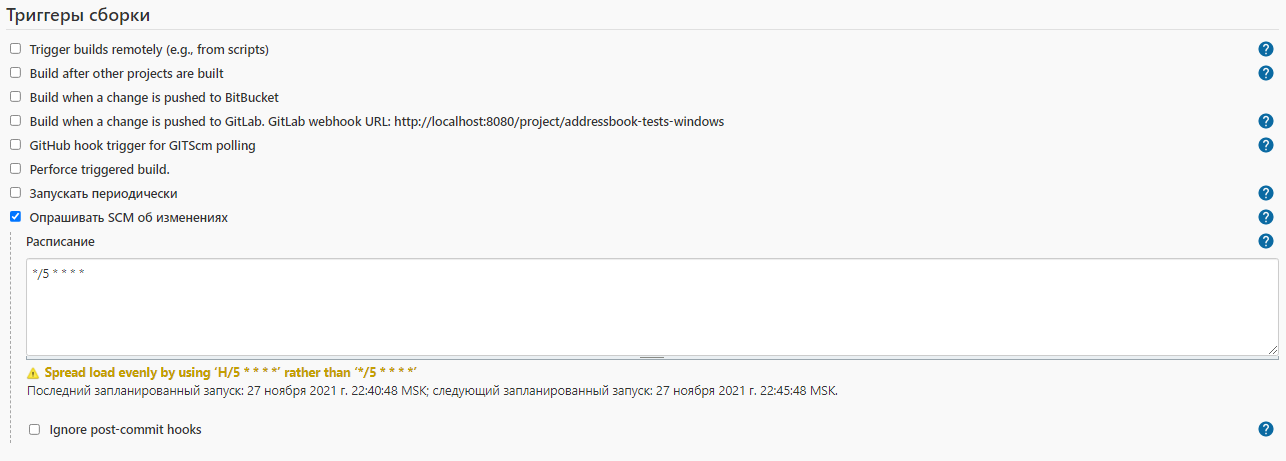 Триггеры сборки
Trigger builds remotely (e.g., from scripts)
Build after other projects are built
Build when a change is pushed to BitBucket
Build when a change is pushed to GitLab. GitLab webhook URL: http://localhost:8080/project/addressbook-tests-windows
GitHub hook trigger for GITScm polling
Perforce triggered build.
Запускать периодически
Опрашивать SCM об изменениях
Расписание
*/5 * * * *
Spread load evenly by using ‘H/5 * * * *’ rather than ‘*/5 * * * *’
Последний запланированный запуск: 27 ноября 2021 г. 22:40:48 MSK; следующий запланированный запуск: 27 ноября 2021 г. 22:45:48 MSK.
Ignore post-commit hooks